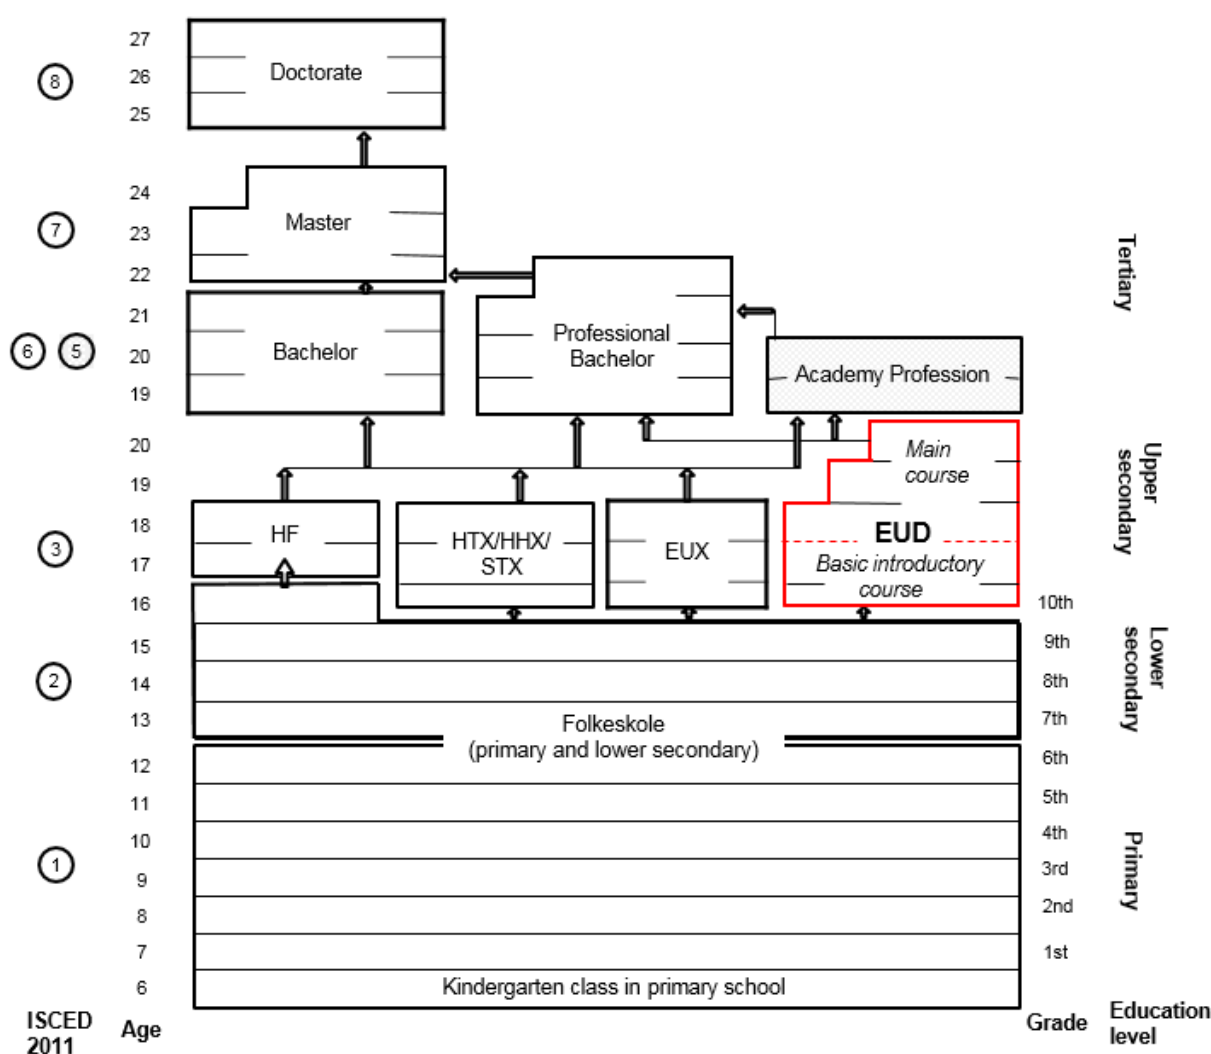 27
8
26
Doctorate
25
24
7
23
Master
22
Tertiary
21
6
5
20
Bachelor
Professional
Bachelor
19
Academy Profession
20
Main
course
Upper
secondary
19
18
HF
HTX/HHX/
STX
EUX
EUD
3
17
Basic introductory
course
16
10th
15
9th
Lower
secondary
2
14
8th
13
Folkeskole
(primary and lower secondary)
7th
12
6th
11
5th
10
4th
Primary
1
9
3rd
8
2nd
7
1st
6
Kindergarten class in primary school
ISCED
2011
Age
Grade
Education
level